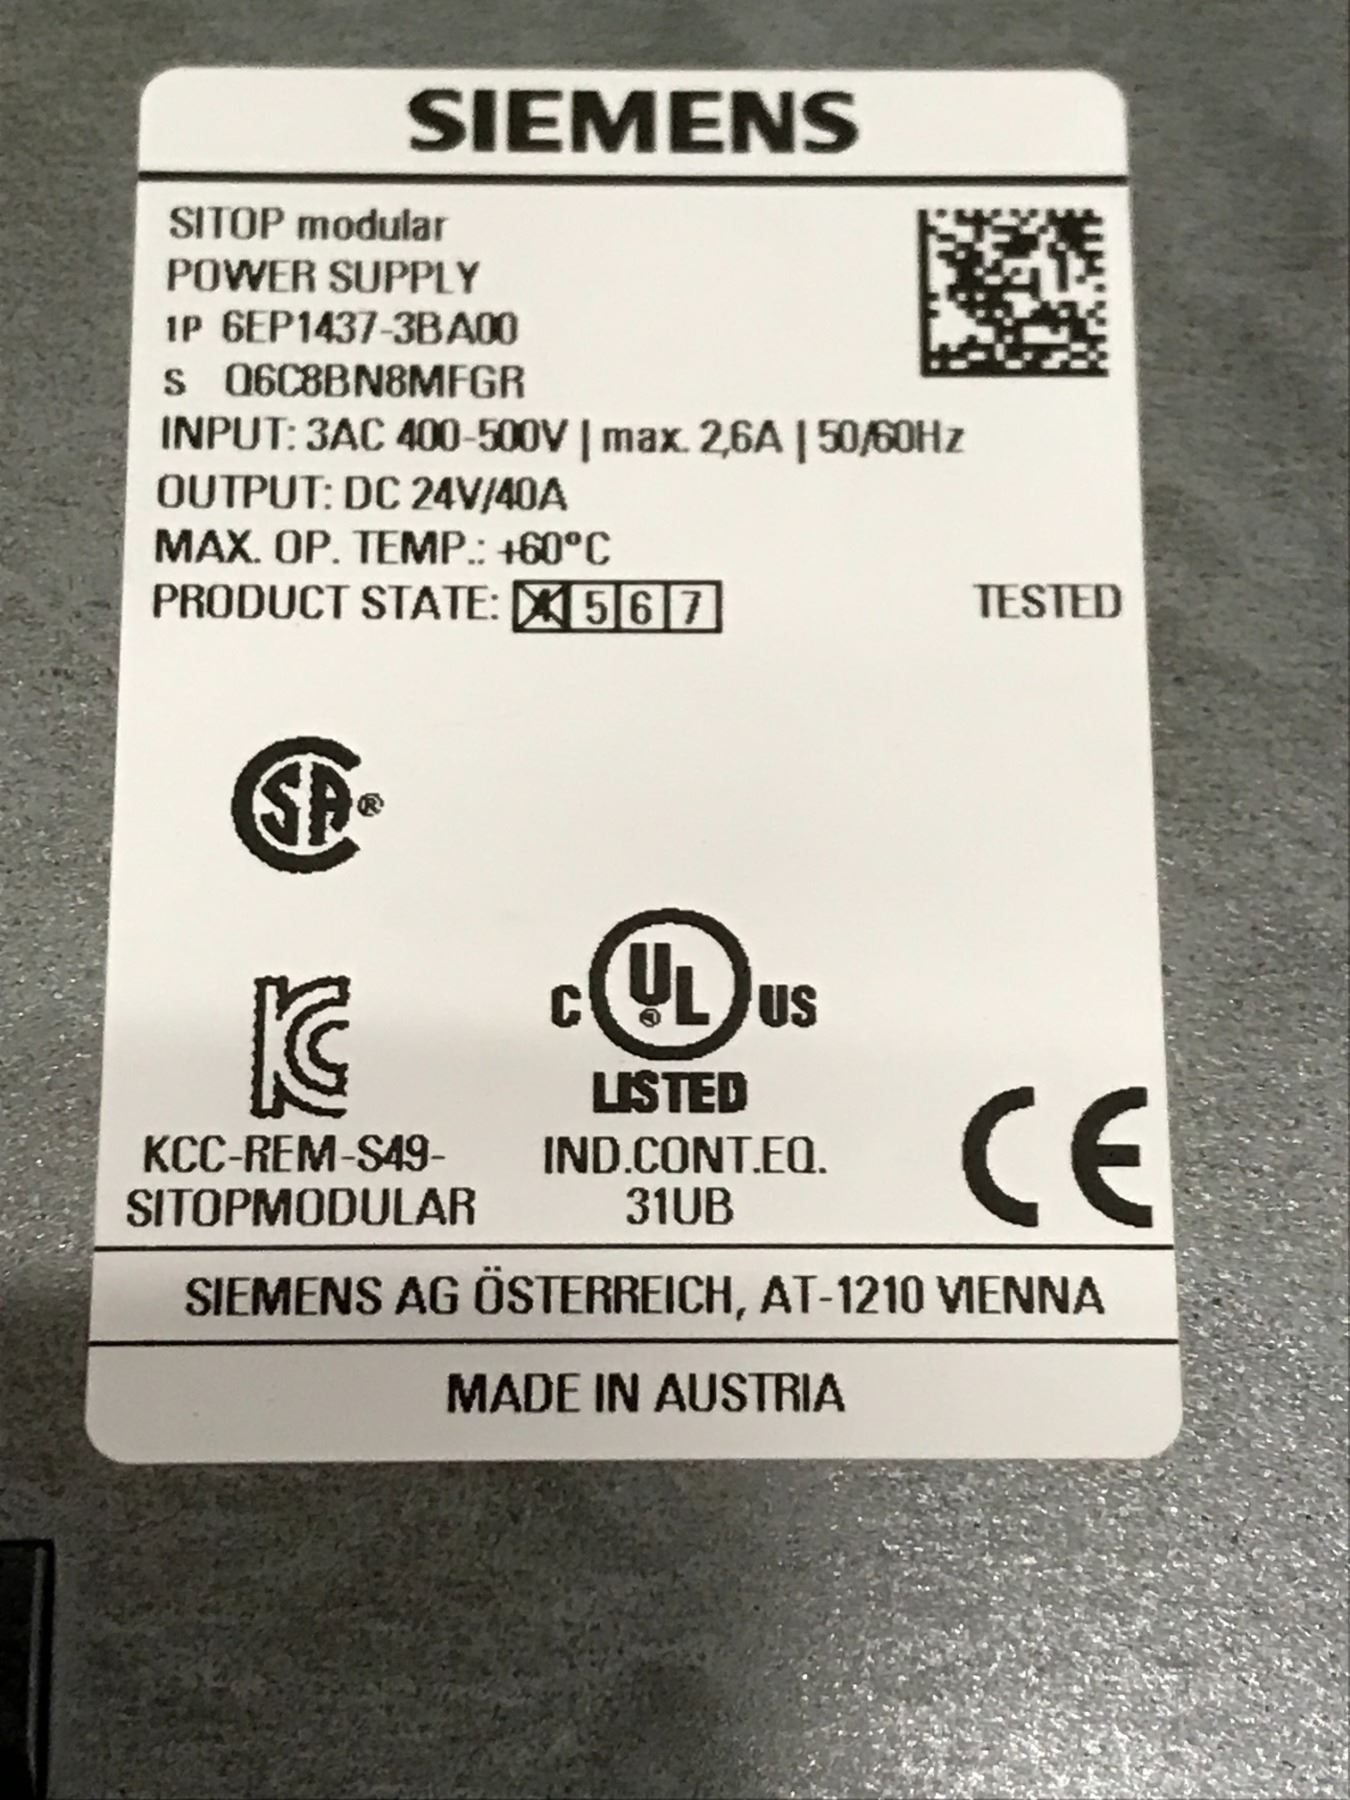 SIEMENS
SITOP modular
POWER SUPPLY
1P 6EP1437-3BA00
S Q6C8BN8MFGR
INPUT: 3AC 400-500V | max. 2,6A | 50/60Hz
OUTPUT: DC 24V/40A
MAX. OP. TEMP.: +60°C
PRODUCT STATE: 4 5 6 7 TESTED
CSA®
C UL® US
LISTED
KCC-REM-S49-
SITOPMODULAR
IND.CONT.EQ.
31UB
CE
SIEMENS AG ÖSTERREICH, AT-1210 VIENNA
MADE IN AUSTRIA